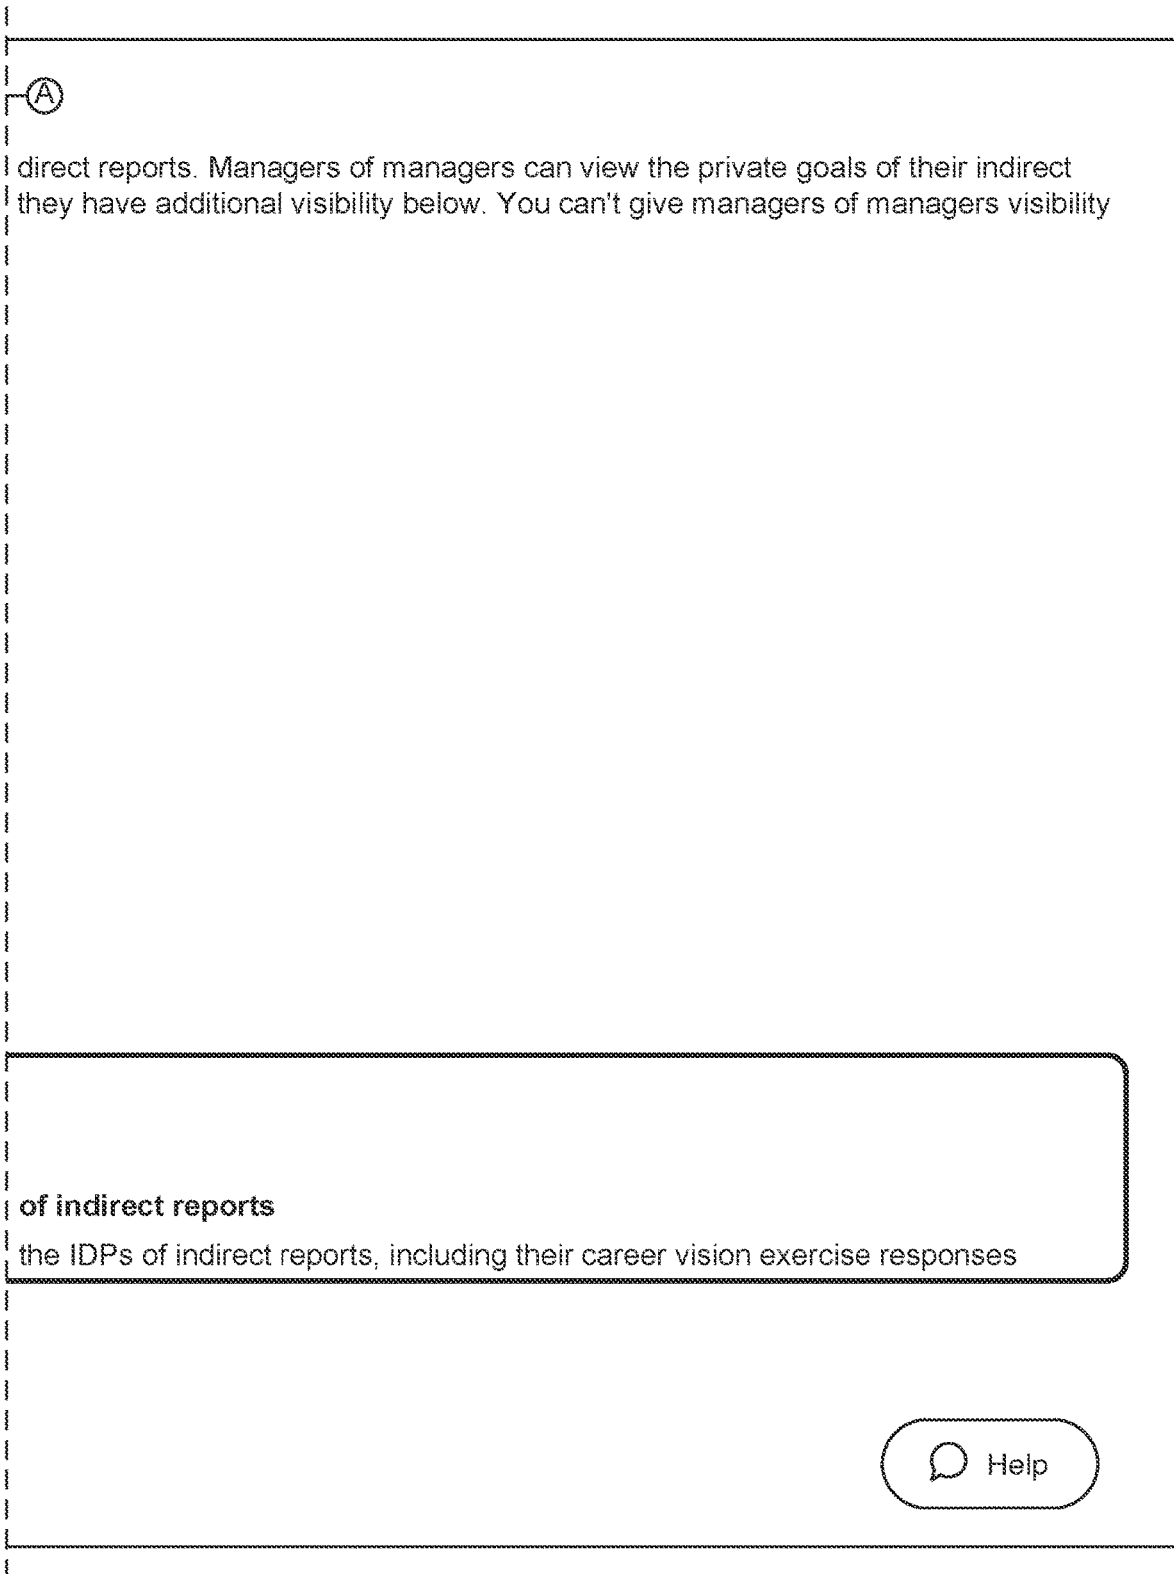 A
direct reports. Managers of managers can view the private goals of their indirect
they have additional visibility below. You can't give managers of managers visibility
of indirect reports
the IDPs of indirect reports, including their career vision exercise responses
Help